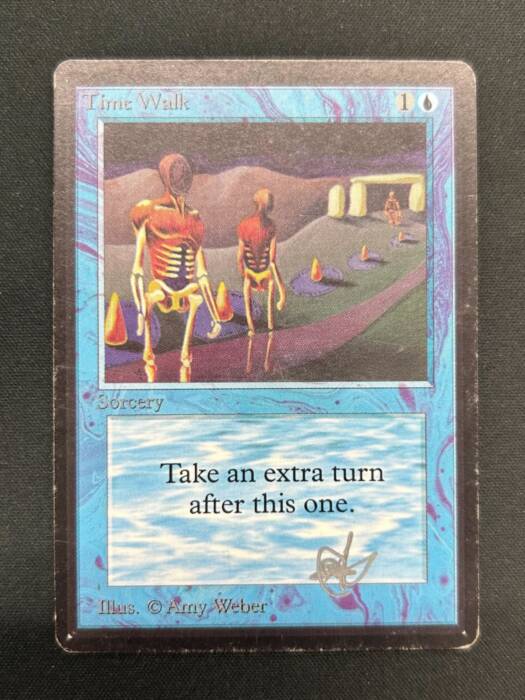 Time Walk 1
Sorcery
Take an extra turn
after this one.
Illus. © Amy Weber